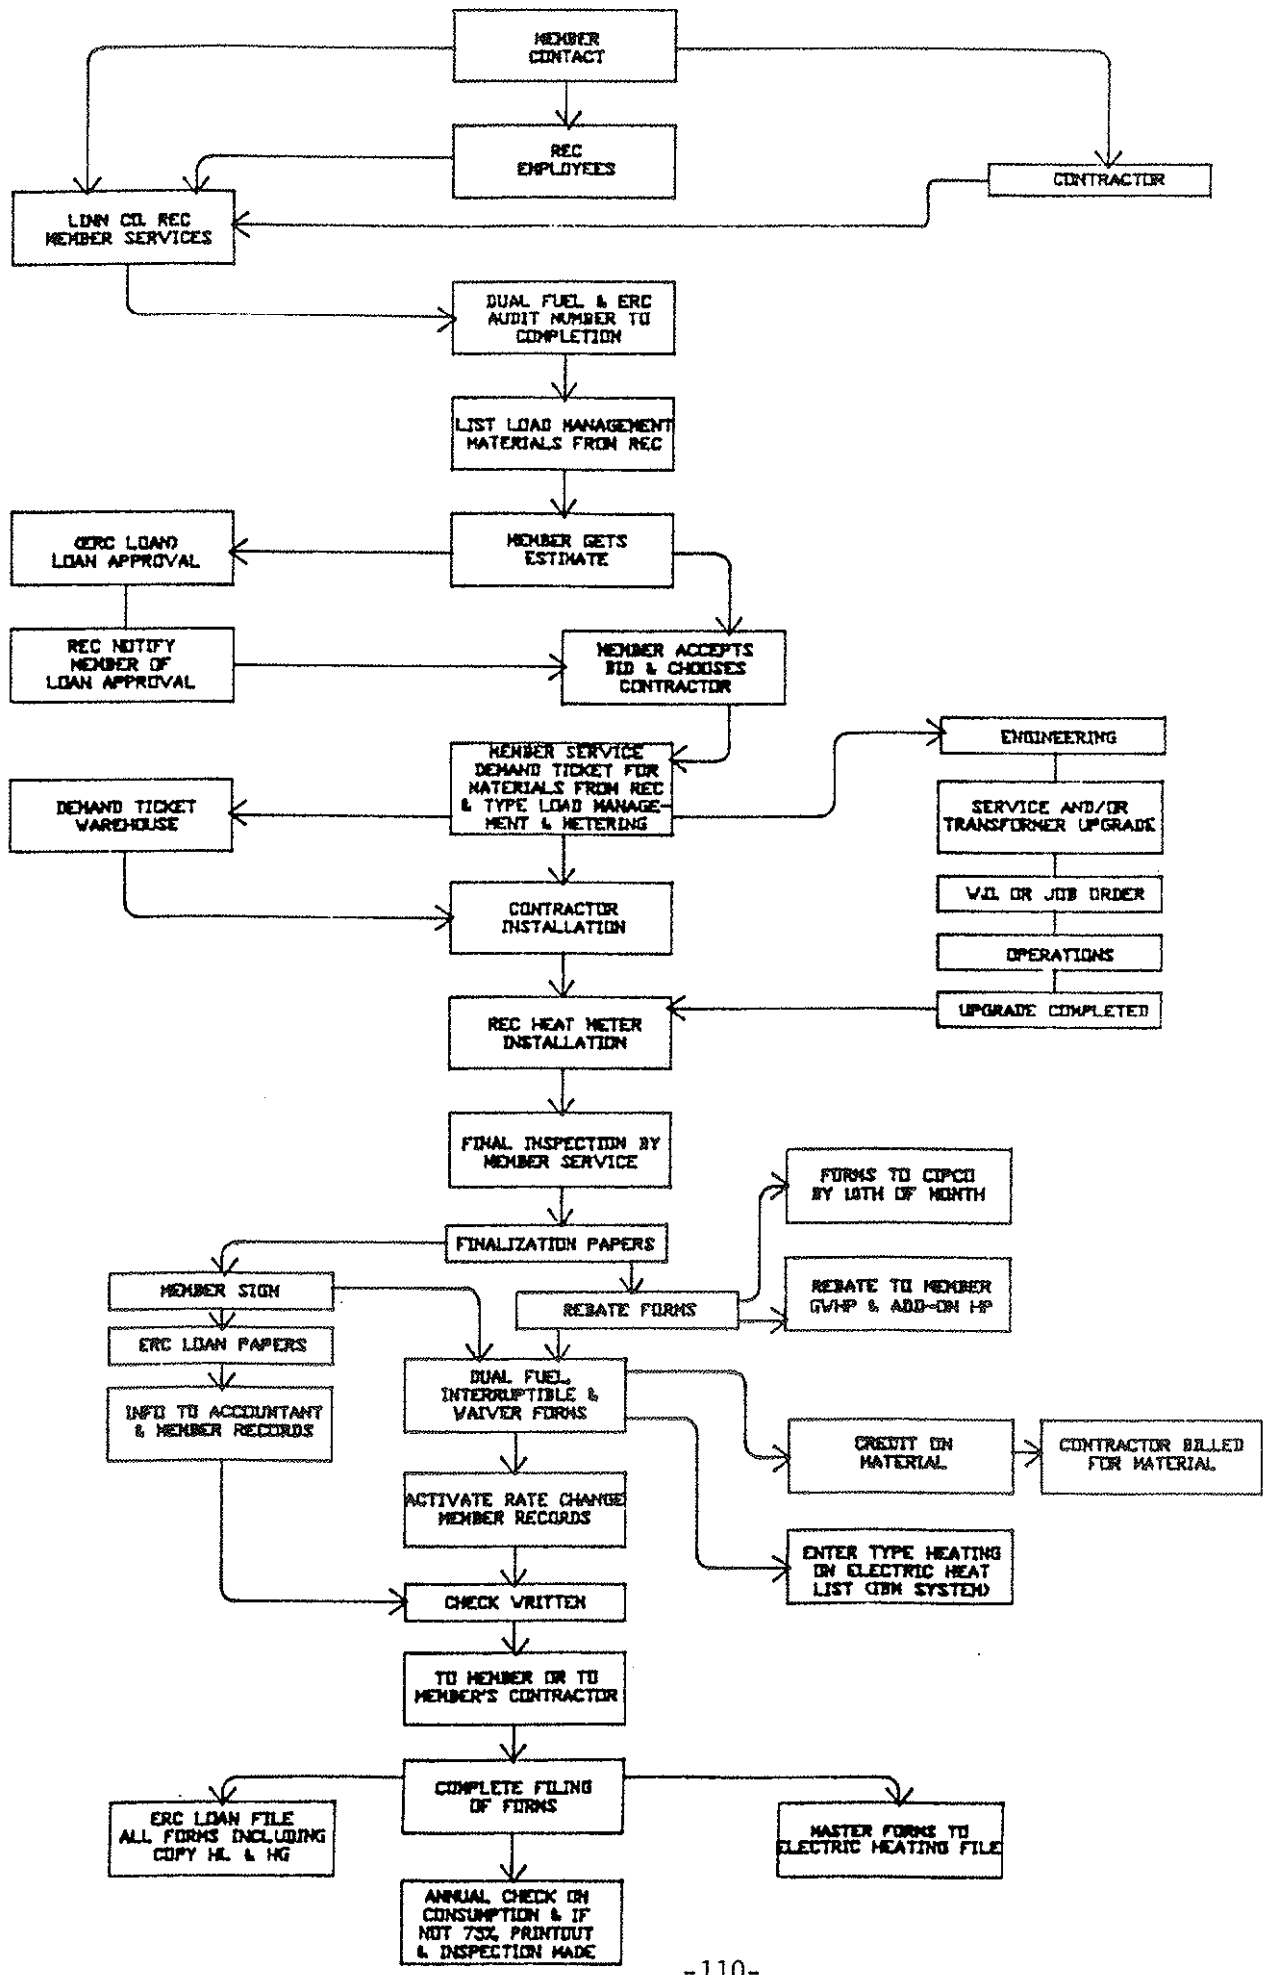 MEMBER
CONTACT
REC
EMPLOYEES
CONTRACTOR
LINN CO. REC
MEMBER SERVICES
DUAL FUEL & ERC
AUDIT NUMBER TO
COMPLETION
LIST LOAD MANAGEMENT
MATERIALS FROM REC
(ERC LOAN)
LOAN APPROVAL
MEMBER GETS
ESTIMATE
REC NOTIFY
MEMBER OF
LOAN APPROVAL
MEMBER ACCEPTS
BID & CHOOSES
CONTRACTOR
ENGINEERING
MEMBER SERVICE
DEMAND TICKET FOR
MATERIALS FROM REC
& TYPE LOAD MANAGE-
MENT & METERING
DEMAND TICKET
WAREHOUSE
SERVICE AND/OR
TRANSFORMER UPGRADE
W.O. OR JOB ORDER
CONTRACTOR
INSTALLATION
OPERATIONS
UPGRADE COMPLETED
REC HEAT METER
INSTALLATION
FINAL INSPECTION BY
MEMBER SERVICE
FORMS TO CIPCO
BY 10TH OF MONTH
FINALIZATION PAPERS
MEMBER SIGN
REBATE FORMS
REBATE TO MEMBER
GWHP & ADD-ON HP
ERC LOAN PAPERS
DUAL FUEL,
INTERRUPTIBLE &
WAIVER FORMS
INFO TO ACCOUNTANT
& MEMBER RECORDS
CREDIT ON
MATERIAL
CONTRACTOR BILLED
FOR MATERIAL
ACTIVATE RATE CHANGE
MEMBER RECORDS
ENTER TYPE HEATING
ON ELECTRIC HEAT
LIST (IBM SYSTEM)
CHECK WRITTEN
TO MEMBER OR TO
MEMBER'S CONTRACTOR
COMPLETE FILING
OF FORMS
ERC LOAN FILE
ALL FORMS INCLUDING
COPY HL & HG
MASTER FORMS TO
ELECTRIC HEATING FILE
ANNUAL CHECK ON
CONSUMPTION & IF
NOT 75% PRINTOUT
& INSPECTION MADE
-110-